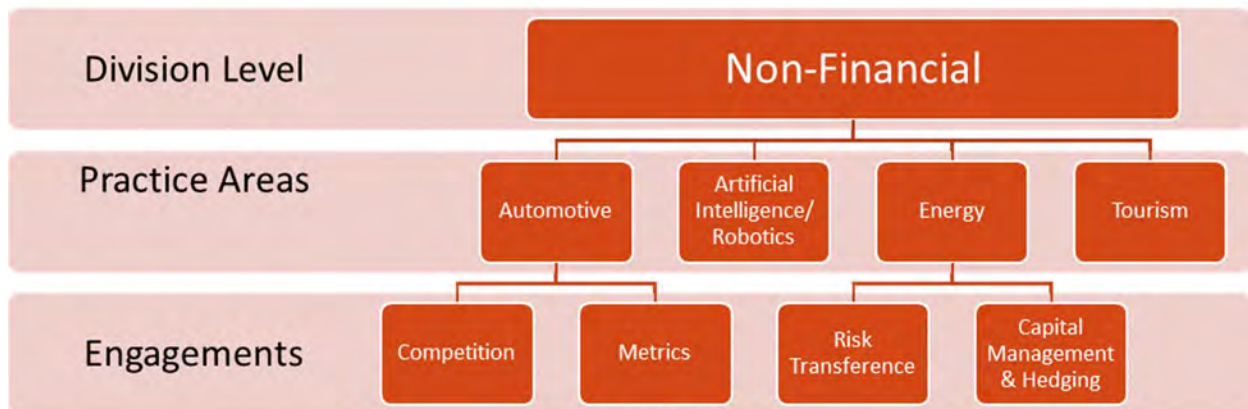 Division Level
Non-Financial
Practice Areas
Automotive
Artificial
Intelligence/
Robotics
Energy
Tourism
Engagements
Competition
Metrics
Risk
Transference
Capital
Management
& Hedging